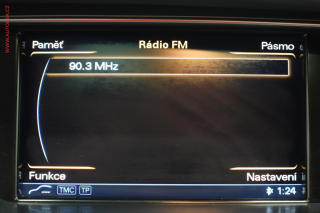 Paměť Rádio FM Pásmo
90.3 MHz
Funkce Nastavení
TMC TP 1:24